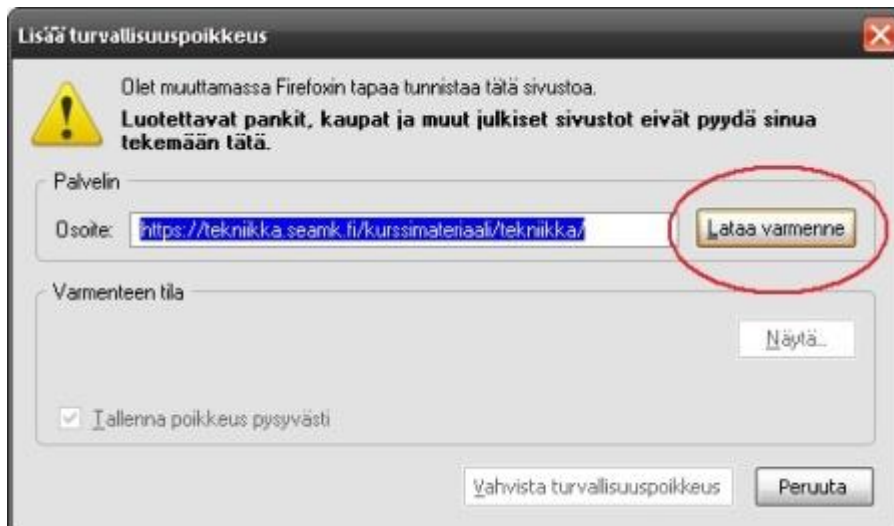 Lisää turvallisuuspoikkeus
Olet muuttamassa Firefoxin tapaa tunnistaa tätä sivustoa.
Luotettavat pankit, kaupat ja muut julkiset sivustot eivät pyydä sinua
tekemään tätä.
Palvelin
Osoite: https://tekniikka.seamk.fi/kurssimateriaali/tekniikka/ Lataa varmenne
Varmenteen tila
Näytä...
Tallenna poikkeus pysyvästi
Vahvista turvallisuuspoikkeus Peruuta